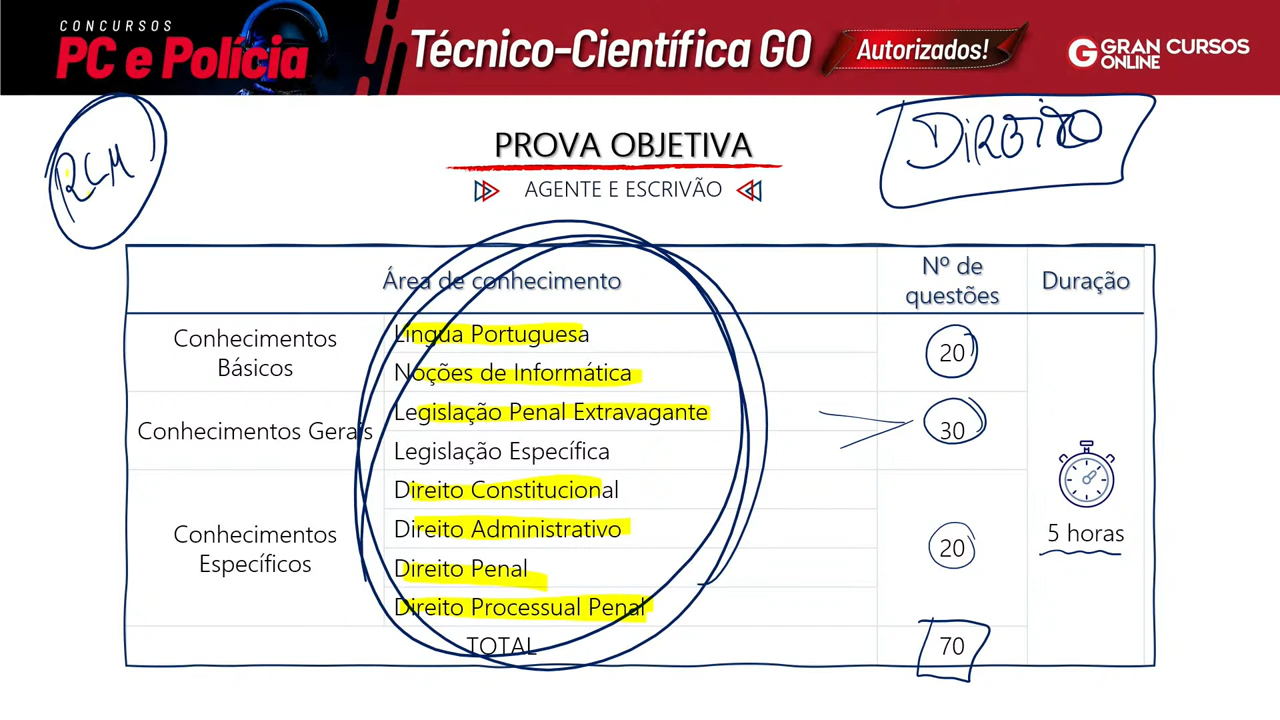 CONCURSOS
PC e Polícia
Técnico-Científica GO
Autorizados!
GRAN CURSOS
ONLINE
RLM
DIREITO
PROVA OBJETIVA
AGENTE E ESCRIVÃO
Área de conhecimento
Nº de
questões
Duração
Conhecimentos
Básicos
Língua Portuguesa
Noções de Informática
20
Conhecimentos Gerais
Legislação Penal Extravagante
Legislação Específica
30
Conhecimentos
Específicos
Direito Constitucional
Direito Administrativo
Direito Penal
Direito Processual Penal
20
5 horas
TOTAL
70